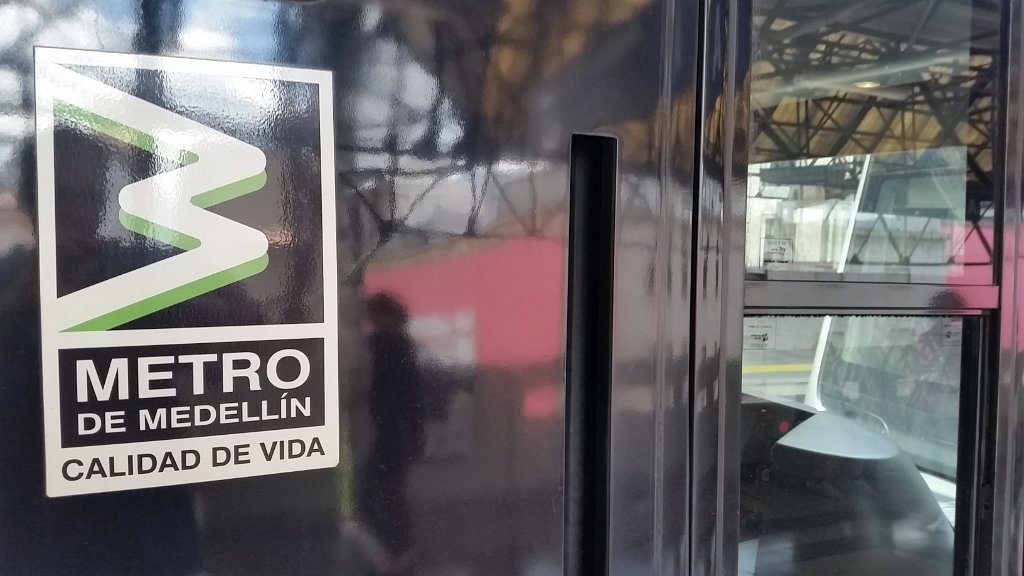 METRO
DE MEDELLÍN
CALIDAD DE VIDA